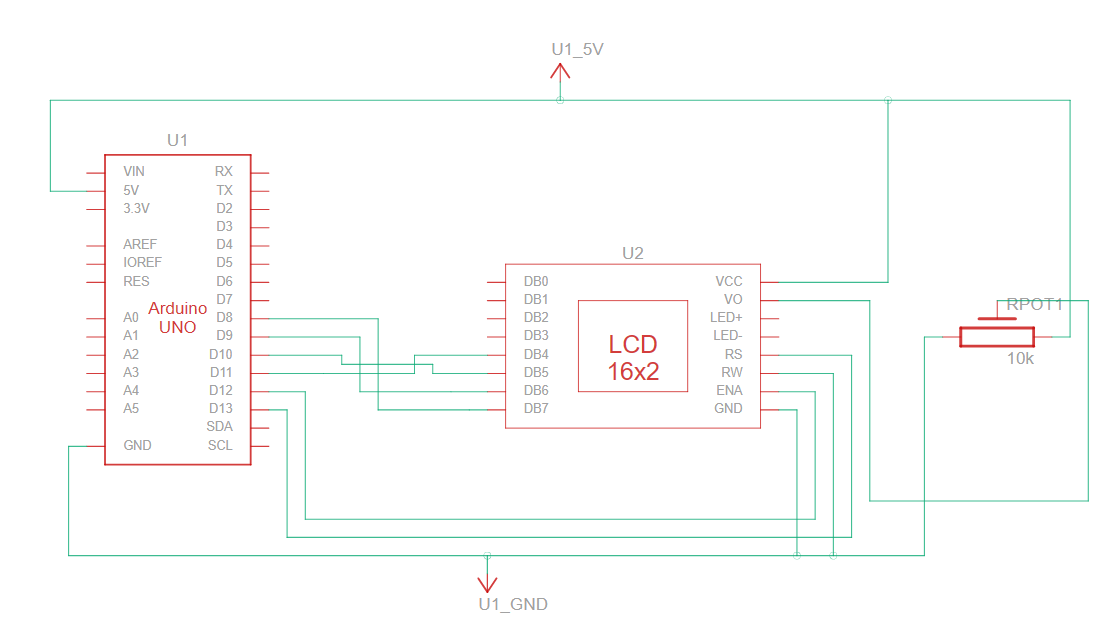 U1_5V
U1
VIN RX
5V TX
3.3V D2
D3
AREF D4
IOREF D5
RES D6
D7
Arduino
UNO
A0 D8
A1 D9
A2 D10
A3 D11
A4 D12
A5 D13
SDA
GND SCL
U2
DB0 VCC
DB1 VO
DB2 LED+
DB3 LED-
DB4 RS
DB5 RW
DB6 ENA
DB7 GND
LCD
16x2
RPOT1
10k
U1_GND